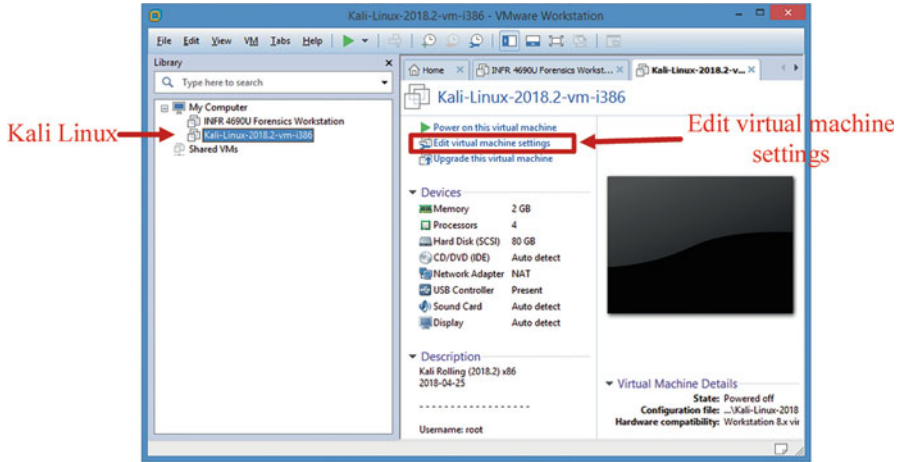 Kali-Linux-2018.2-vm-i386 - VMware Workstation
File Edit View VM Tabs Help
Library
Type here to search
My Computer
INFR 4690U Forensics Workstation
Kali-Linux-2018.2-vm-i386
Shared VMs
Kali Linux
Home
INFR 4690U Forensics Workst...
Kali-Linux-2018.2-v...
Kali-Linux-2018.2-vm-i386
Power on this virtual machine
Edit virtual machine settings
Upgrade this virtual machine
Edit virtual machine
settings
Devices
Memory 2 GB
Processors 4
Hard Disk (SCSI) 80 GB
CD/DVD (IDE) Auto detect
Network Adapter NAT
USB Controller Present
Sound Card Auto detect
Display Auto detect
Description
Kali Rolling (2018.2) x86
2018-04-25
- - - - - - - - - - - - - - - - -
Username: root
Virtual Machine Details
State: Powered off
Configuration file: ...\Kali-Linux-2018
Hardware compatibility: Workstation 8.x vir